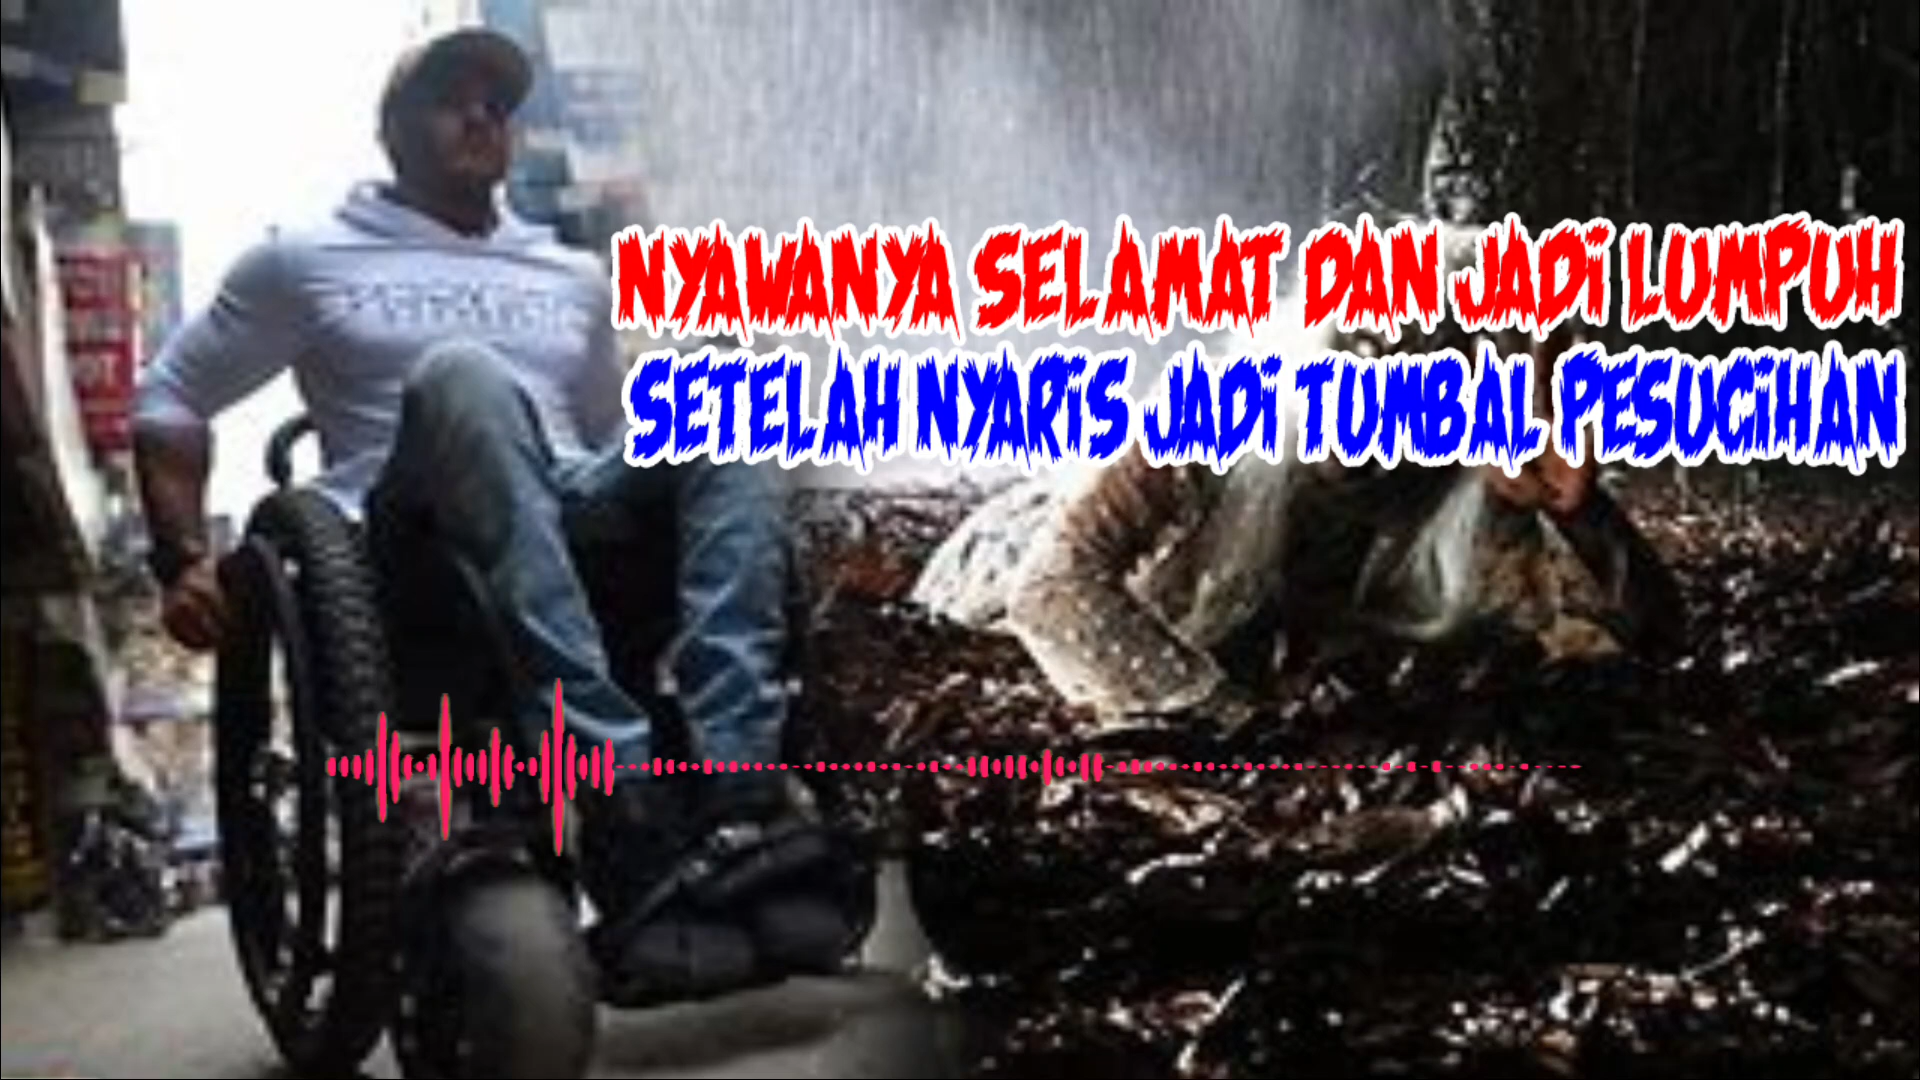 NYAWANYA SELAMAT DAN JADI LUMPUH
SETELAH NYARIS JADI TUMBAL PESUGIHAN